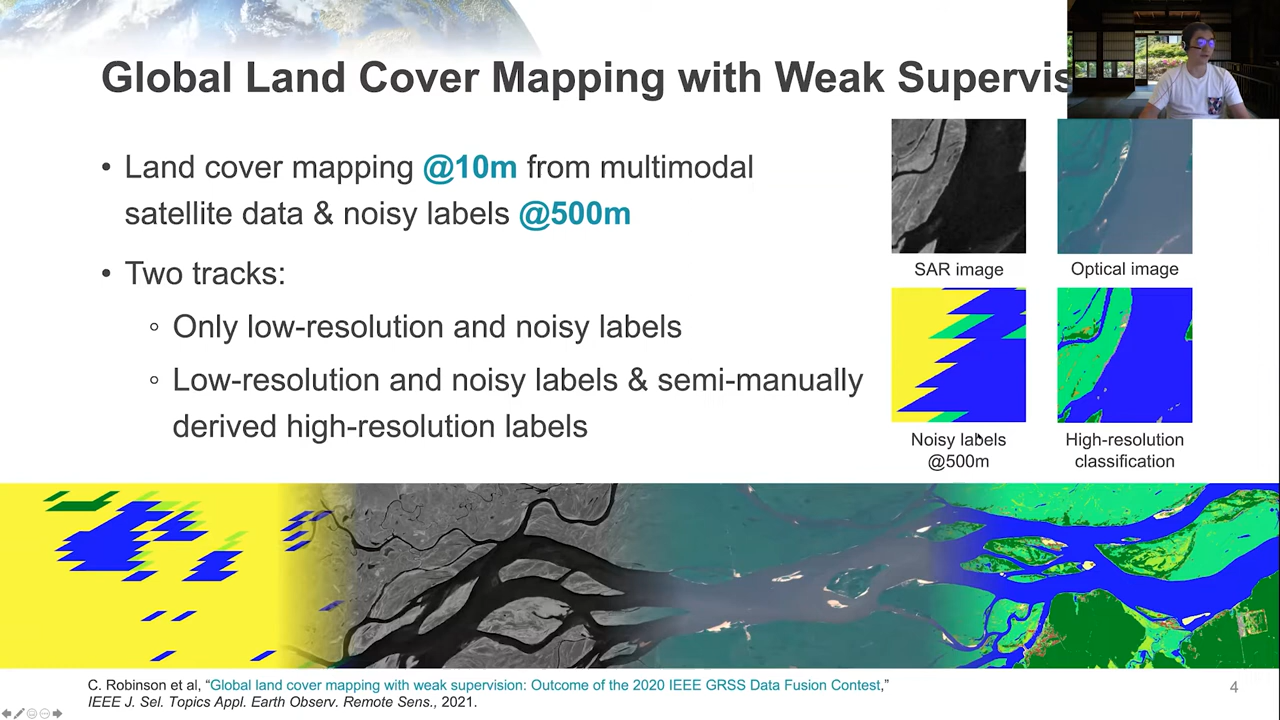 Global Land Cover Mapping with Weak Supervis
• Land cover mapping @10m from multimodal
satellite data & noisy labels @500m
• Two tracks:
◦ Only low-resolution and noisy labels
◦ Low-resolution and noisy labels & semi-manually
derived high-resolution labels
SAR image
Optical image
Noisy labels
@500m
High-resolution
classification
C. Robinson et al, “Global land cover mapping with weak supervision: Outcome of the 2020 IEEE GRSS Data Fusion Contest,”
IEEE J. Sel. Topics Appl. Earth Observ. Remote Sens., 2021.
4